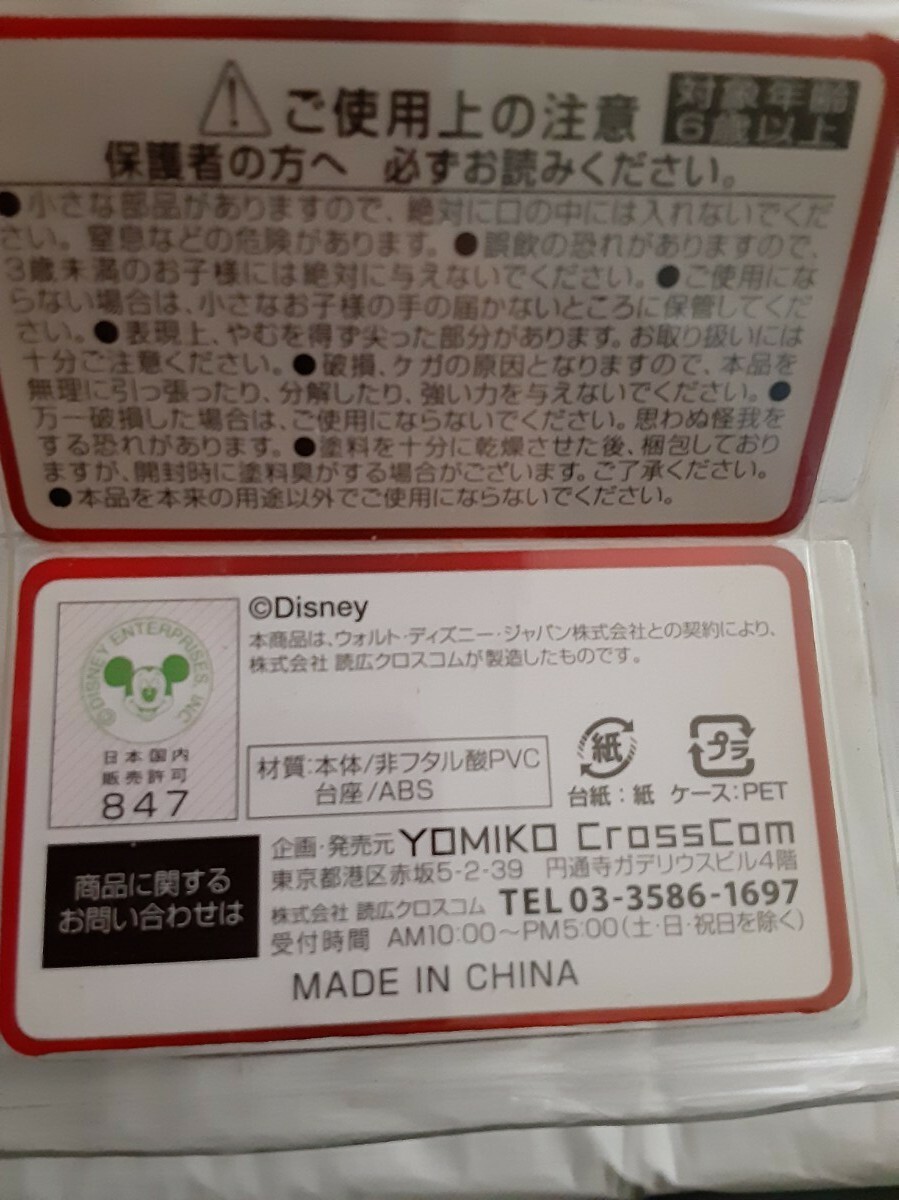 ご使用上の注意
対象年齢
6歳以上
保護者の方へ 必ずお読みください。
●小さな部品がありますので、絶対に口の中には入れないでくだ
さい。窒息などの危険があります。●誤飲の恐れがありますので、
3歳未満のお子様には絶対に与えないでください。●ご使用にな
らない場合は、小さなお子様の手の届かないところに保管してくだ
さい。●表現上、やむを得ず尖った部分があります。お取り扱いには
十分ご注意ください。●破損、ケガの原因となりますので、本品を
無理に引っ張ったり、分解したり、強い力を与えないでください。●
万一破損した場合は、ご使用にならないでください。思わぬ怪我を
する恐れがあります。●塗料を十分に乾燥させた後、梱包しており
ますが、開封時に塗料臭がする場合がございます。ご了承ください。
●本品を本来の用途以外でご使用にならないでください。
©DISNEY ENTERPRISES, INC.
日本国内
販売許可
847
©Disney
本商品は、ウォルト・ディズニー・ジャパン株式会社との契約により、
株式会社 読広クロスコムが製造したものです。
材質:本体/非フタル酸PVC
台座/ABS
紙
台紙:紙
プラ
ケース:PET
商品に関する
お問い合わせは
企画・発売元 YOMIKO CrossCom
東京都港区赤坂5-2-39 円通寺ガデリウスビル4階
株式会社 読広クロスコム TEL 03-3586-1697
受付時間 AM10:00〜PM5:00(土・日・祝日を除く)
MADE IN CHINA